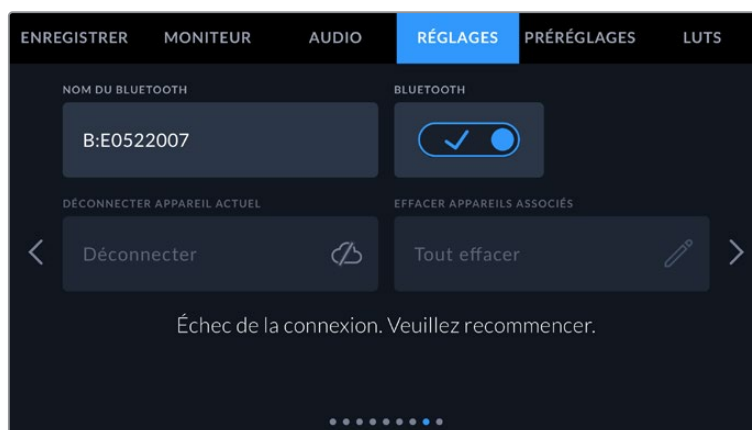 ENREGISTRER MONITEUR AUDIO RÉGLAGES PRÉRÉGLAGES LUTS
NOM DU BLUETOOTH BLUETOOTH
B:E0522007
DÉCONNECTER APPAREIL ACTUEL EFFACER APPAREILS ASSOCIÉS
Déconnecter Tout effacer
Échec de la connexion. Veuillez recommencer.